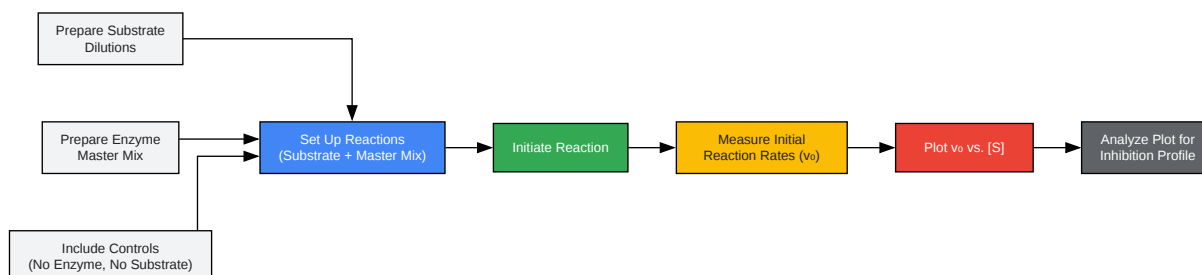 Prepare Substrate
Dilutions
Prepare Enzyme
Master Mix
Include Controls
(No Enzyme, No Substrate)
Set Up Reactions
(Substrate + Master Mix)
Initiate Reaction
Measure Initial
Reaction Rates (v₀)
Plot v₀ vs. [S]
Analyze Plot for
Inhibition Profile